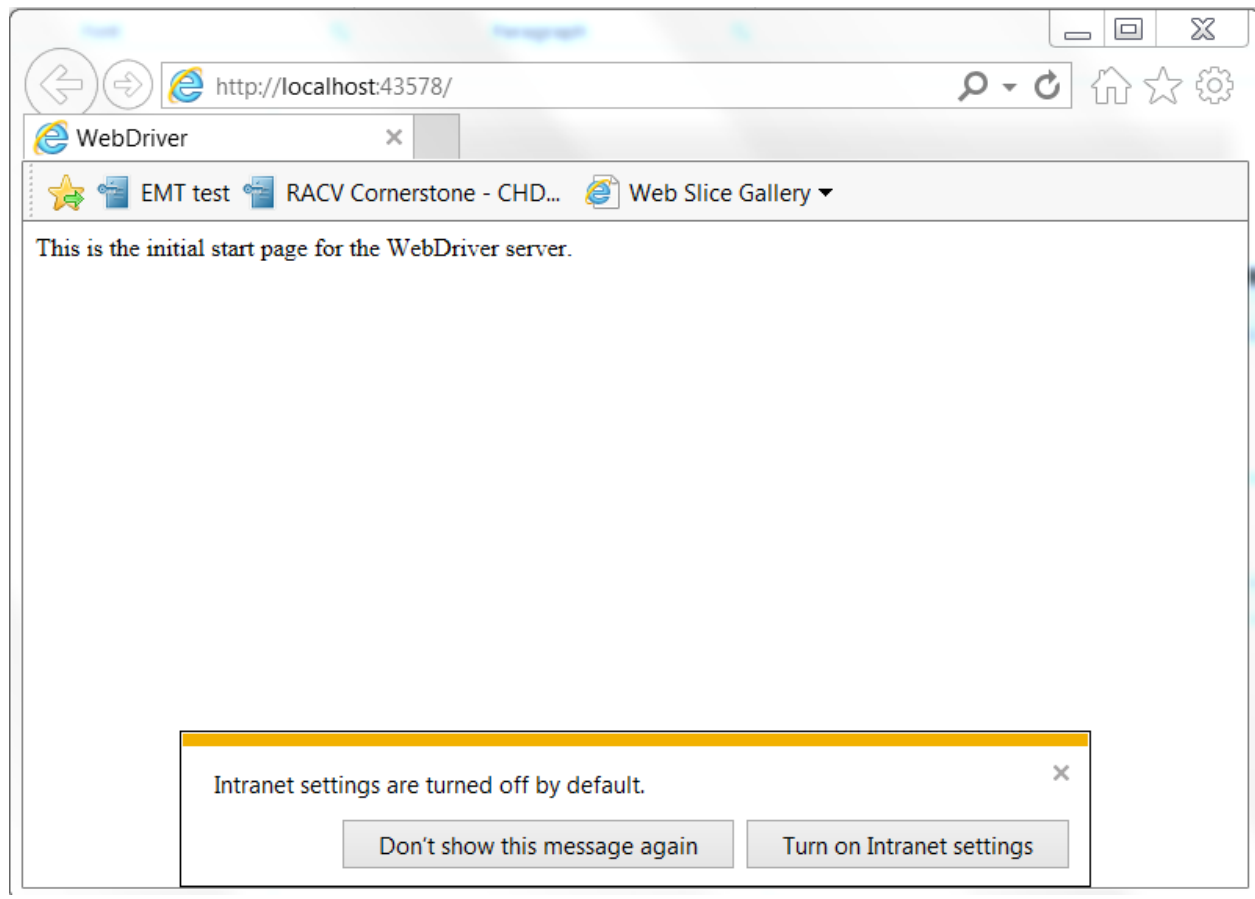 Font Paragraph
http://localhost:43578/
WebDriver
EMT test RACV Cornerstone - CHD... Web Slice Gallery
This is the initial start page for the WebDriver server.
Intranet settings are turned off by default.
Don't show this message again Turn on Intranet settings